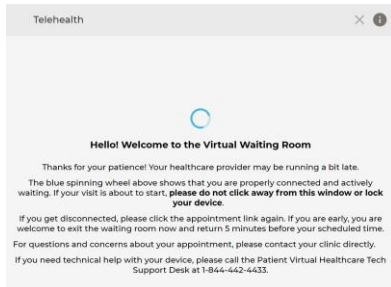 Telehealth
Hello! Welcome to the Virtual Waiting Room
Thanks for your patience! Your healthcare provider may be running a bit late.
The blue spinning wheel above shows that you are properly connected and actively
waiting. If your visit is about to start, please do not click away from this window or lock
your device.
If you get disconnected, please click the appointment link again. If you are early, you are
welcome to exit the waiting room now and return 5 minutes before your scheduled time.
For questions and concerns about your appointment, please contact your clinic directly.
If you need technical help with your device, please call the Patient Virtual Healthcare Tech
Support Desk at 1-844-442-4433.